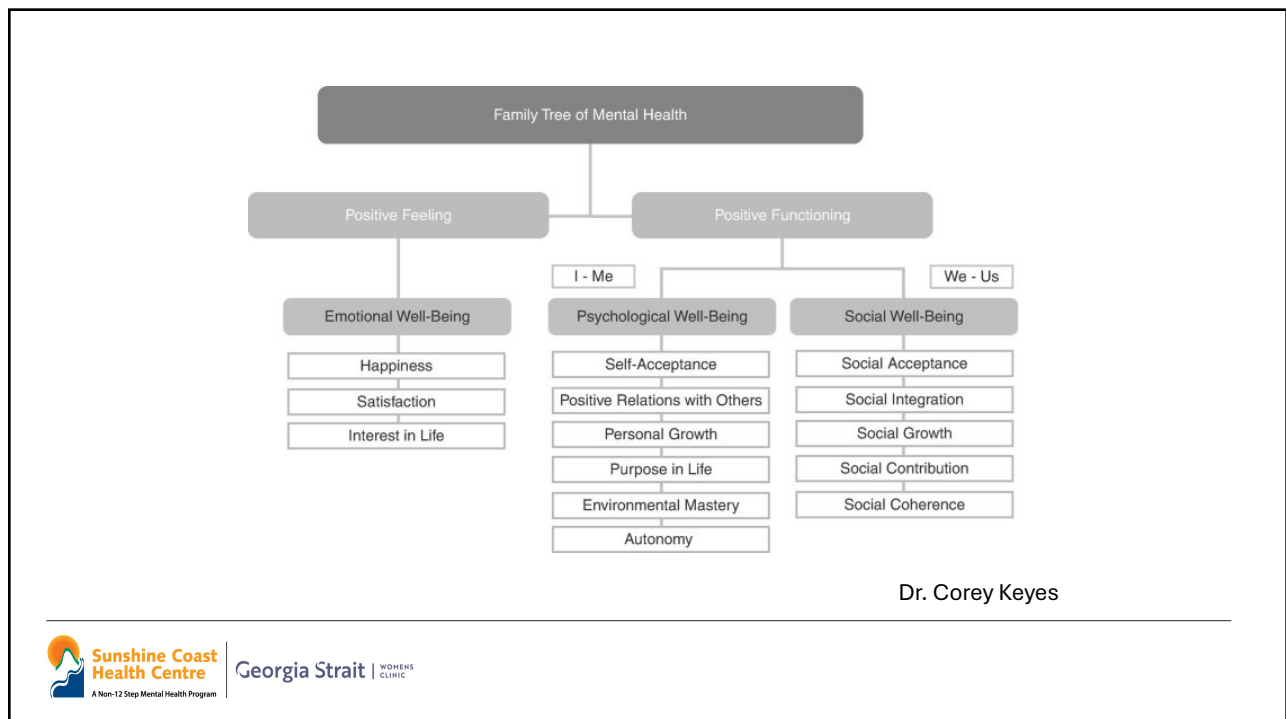 Family Tree of Mental Health
Positive Feeling
Positive Functioning
I - Me
We - Us
Emotional Well-Being
Psychological Well-Being
Social Well-Being
Happiness
Satisfaction
Interest in Life
Self-Acceptance
Positive Relations with Others
Personal Growth
Purpose in Life
Environmental Mastery
Autonomy
Social Acceptance
Social Integration
Social Growth
Social Contribution
Social Coherence
Dr. Corey Keyes
Sunshine Coast
Health Centre
A Non-12 Step Mental Health Program
Georgia Strait
WOMENS
CLINIC